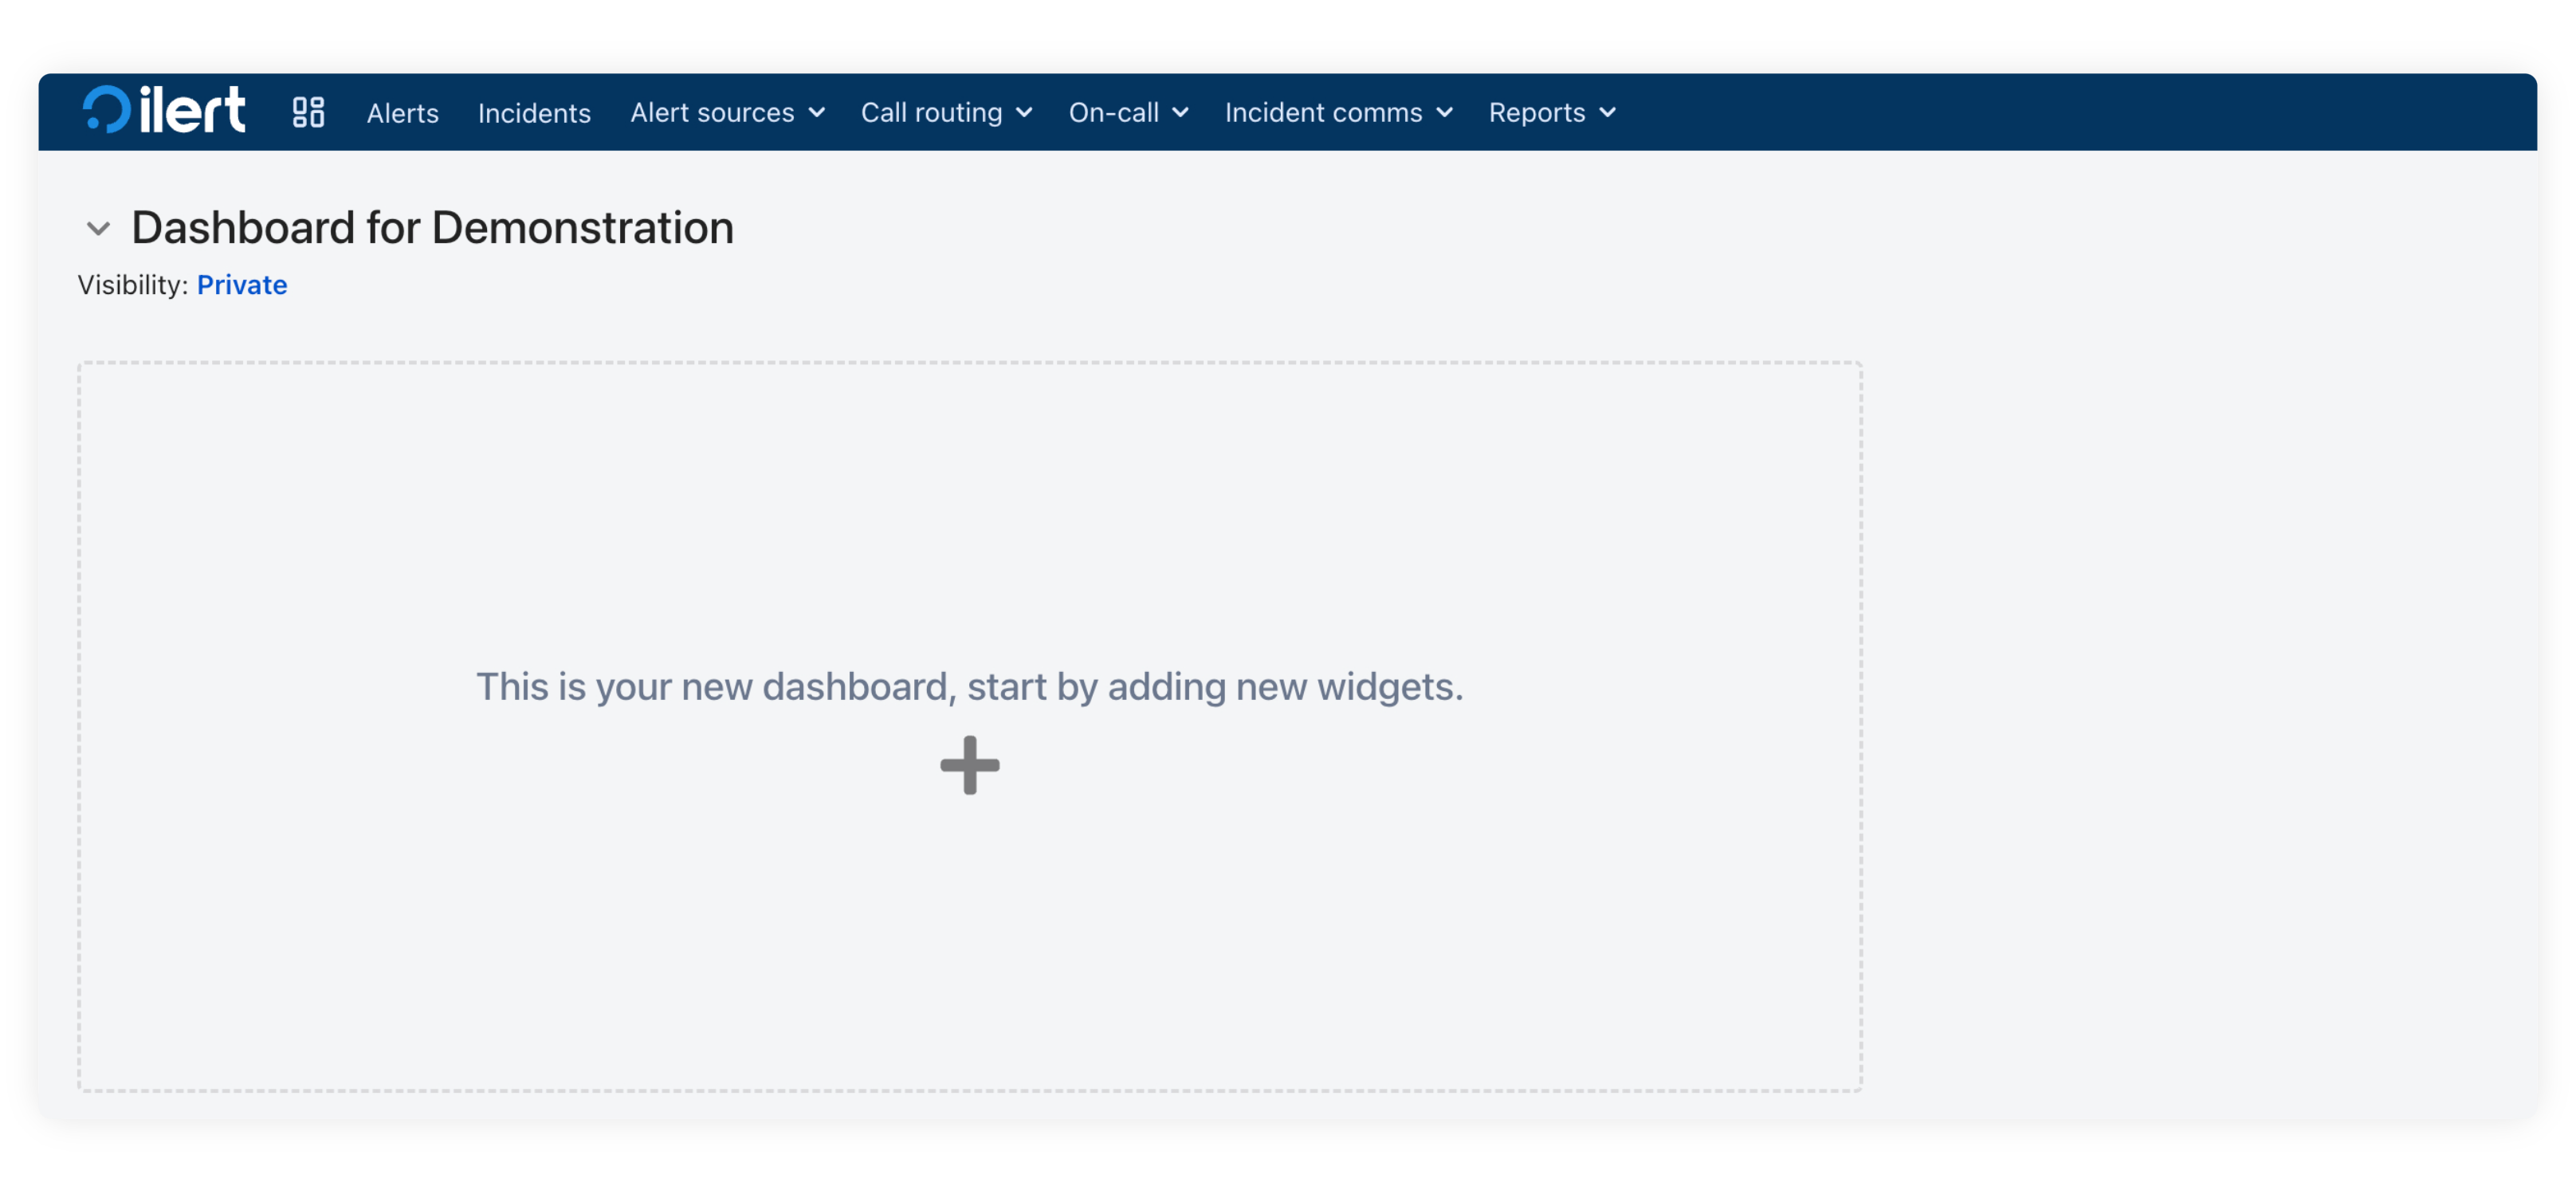 ilert Alerts Incidents Alert sources Call routing On-call Incident comms Reports
Dashboard for Demonstration
Visibility: Private
This is your new dashboard, start by adding new widgets.